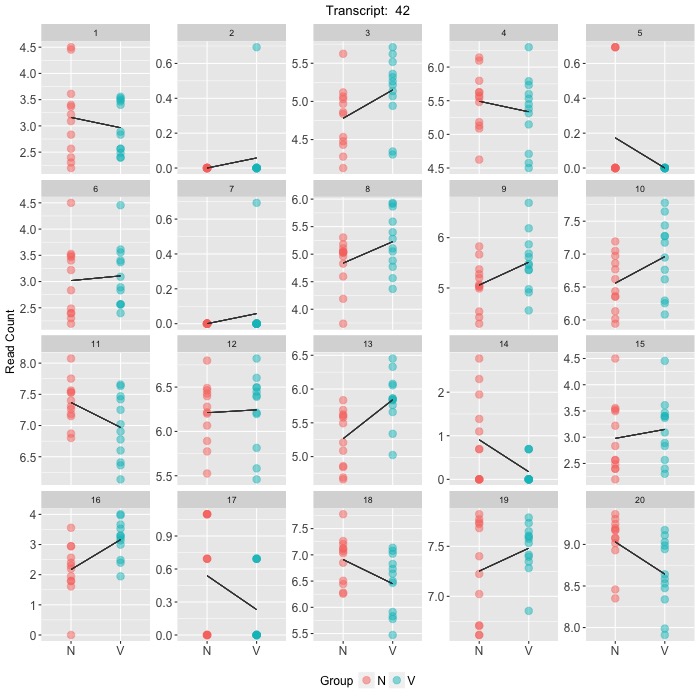 Transcript: 42
1 2 3 4 5
4.5 4.0 3.5 3.0 2.5
0.6 0.4 0.2 0.0
5.5 5.0 4.5
6.0 5.5 5.0 4.5
0.6 0.4 0.2 0.0
6 7 8 9 10
4.5 4.0 3.5 3.0 2.5
0.6 0.4 0.2 0.0
6.0 5.5 5.0 4.5 4.0
6 5
7.5 7.0 6.5 6.0
Read Count
11 12 13 14 15
8.0 7.5 7.0 6.5
6.5 6.0 5.5
6.5 6.0 5.5 5.0
2 1 0
4.5 4.0 3.5 3.0 2.5
16 17 18 19 20
4 3 2 1 0
0.9 0.6 0.3 0.0
7.5 7.0 6.5 6.0 5.5
7.5 7.0
9.0 8.5 8.0
N V N V N V N V N V
Group N V